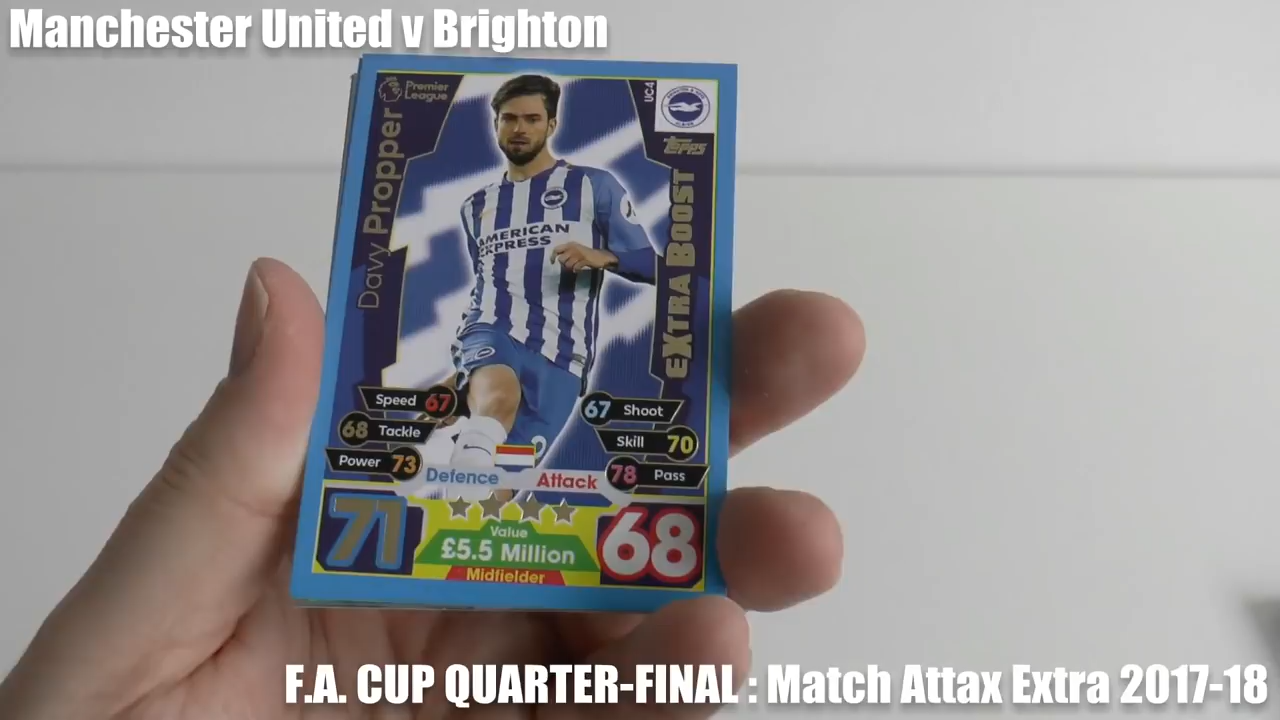 Manchester United v Brighton
Premier
League
UC4
Topps
Davy Propper
EXTRA BOOST
AMERICAN
EXPRESS
Speed 67
67 Shoot
68 Tackle
Skill 70
Power 73
78 Pass
Defence
Attack
71
Value
£5.5 Million
68
Midfielder
F.A. CUP QUARTER-FINAL : Match Attax Extra 2017-18